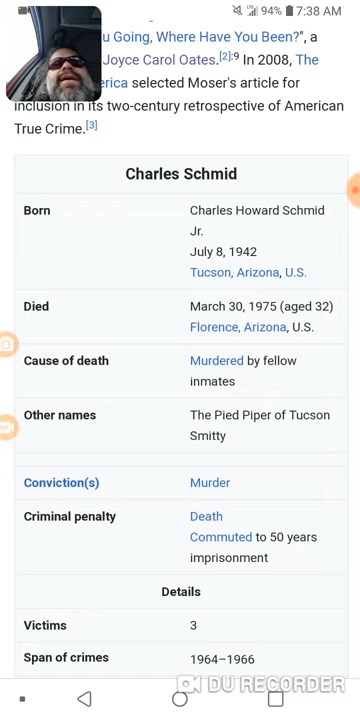 94% 7:38 AM
u Going, Where Have You Been?", a
Joyce Carol Oates.[2]:9 In 2008, The
erica selected Moser's article for
inclusion in its two-century retrospective of American
True Crime.[3]
Charles Schmid
Born Charles Howard Schmid
Jr.
July 8, 1942
Tucson, Arizona, U.S.
Died March 30, 1975 (aged 32)
Florence, Arizona, U.S.
Cause of death Murdered by fellow
inmates
Other names The Pied Piper of Tucson
Smitty
Conviction(s) Murder
Criminal penalty Death
Commuted to 50 years
imprisonment
Details
Victims 3
Span of crimes 1964–1966
DU RECORDER